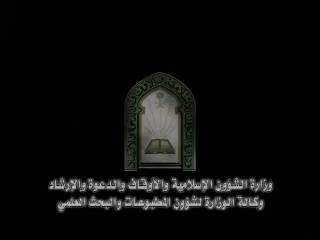 وزارة الشؤون الإسلامية والأوقاف والدعوة والإرشاد
وكالة الوزارة لشؤون المطبوعات والبحث العلمي